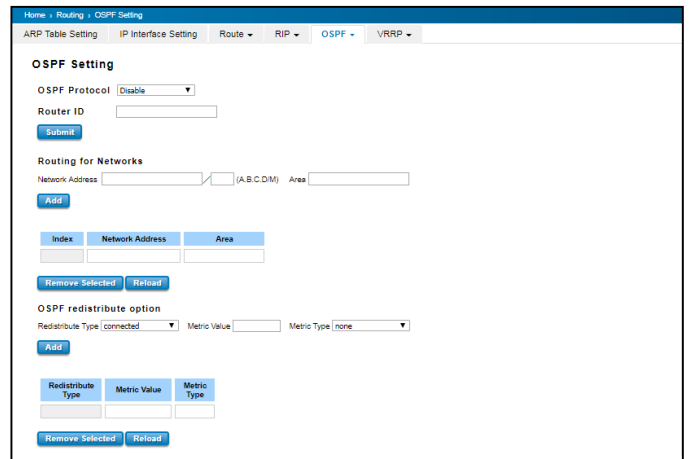 Home › Routing › OSPF Setting
ARP Table Setting IP Interface Setting Route RIP OSPF VRRP
OSPF Setting
OSPF Protocol Disable
Router ID
Submit
Routing for Networks
Network Address / (A.B.C.D/M) Area
Add
Index Network Address Area
Remove Selected Reload
OSPF redistribute option
Redistribute Type connected Metric Value Metric Type none
Add
Redistribute Type Metric Value Metric Type
Remove Selected Reload